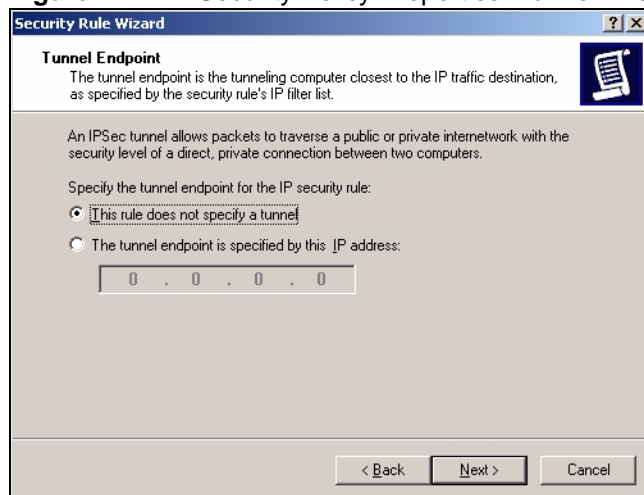 Security Rule Wizard
Tunnel Endpoint
The tunnel endpoint is the tunneling computer closest to the IP traffic destination,
as specified by the security rule's IP filter list.
An IPSec tunnel allows packets to traverse a public or private internetwork with the
security level of a direct, private connection between two computers.
Specify the tunnel endpoint for the IP security rule:
This rule does not specify a tunnel
The tunnel endpoint is specified by this IP address:
0 . 0 . 0 . 0
< Back Next > Cancel